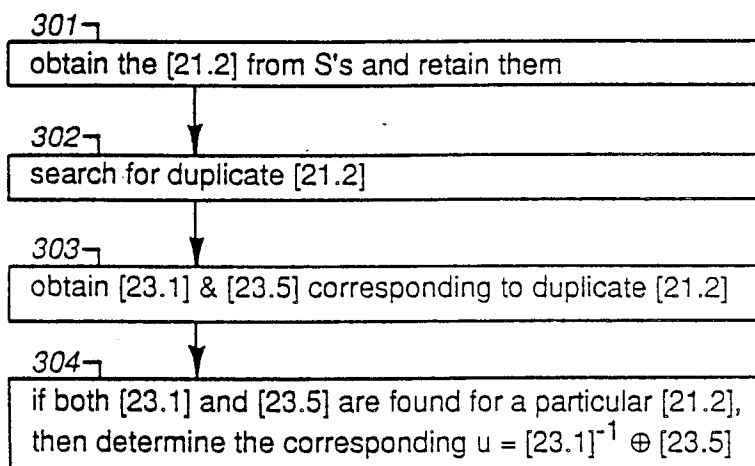 301
obtain the [21.2] from S's and retain them
302
search for duplicate [21.2]
303
obtain [23.1] & [23.5] corresponding to duplicate [21.2]
304
if both [23.1] and [23.5] are found for a particular [21.2],
then determine the corresponding u = [23.1]⁻¹ ⊕ [23.5]